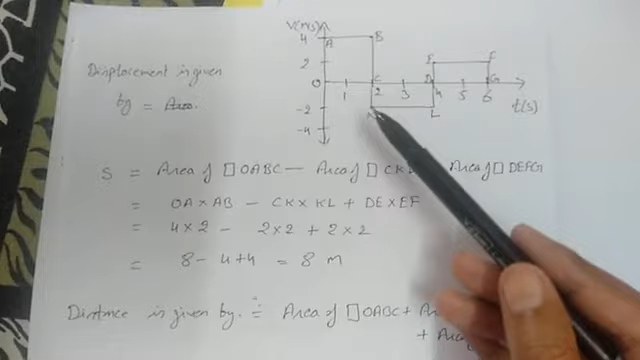 V(m/s)
4 A B
2 E F
0 1 C 2 3 D 4 5 G 6
-2 L t(s)
-4
Displacement is given
by = Area.
S = Area of □ OABC — Area of □ CK Area of □ DEFG
= OA×AB - CK×KL + DE×EF
= 4×2 - 2×2 + 2×2
= 8 - 4+4 = 8 m
Distance is given by. = Area of □ OABC +
+